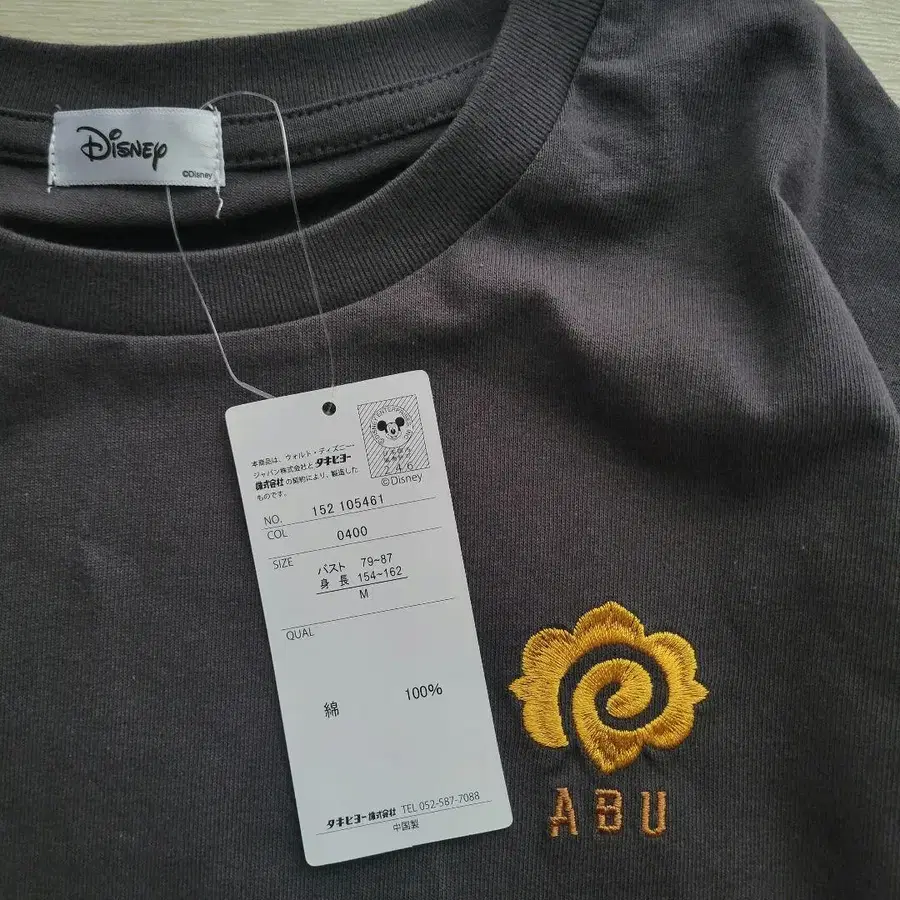 Disney
©Disney
本商品は、ウォルト・ディズニー・
ジャパン株式会社とタキヒヨー
株式会社の契約により、製造した
ものです。
246
©Disney
NO. 152 105461
COL 0400
SIZE バスト 79~87
身長 154~162
M
QUAL
綿 100%
タキヒヨー株式会社 TEL 052-587-7088
中国製
ABU